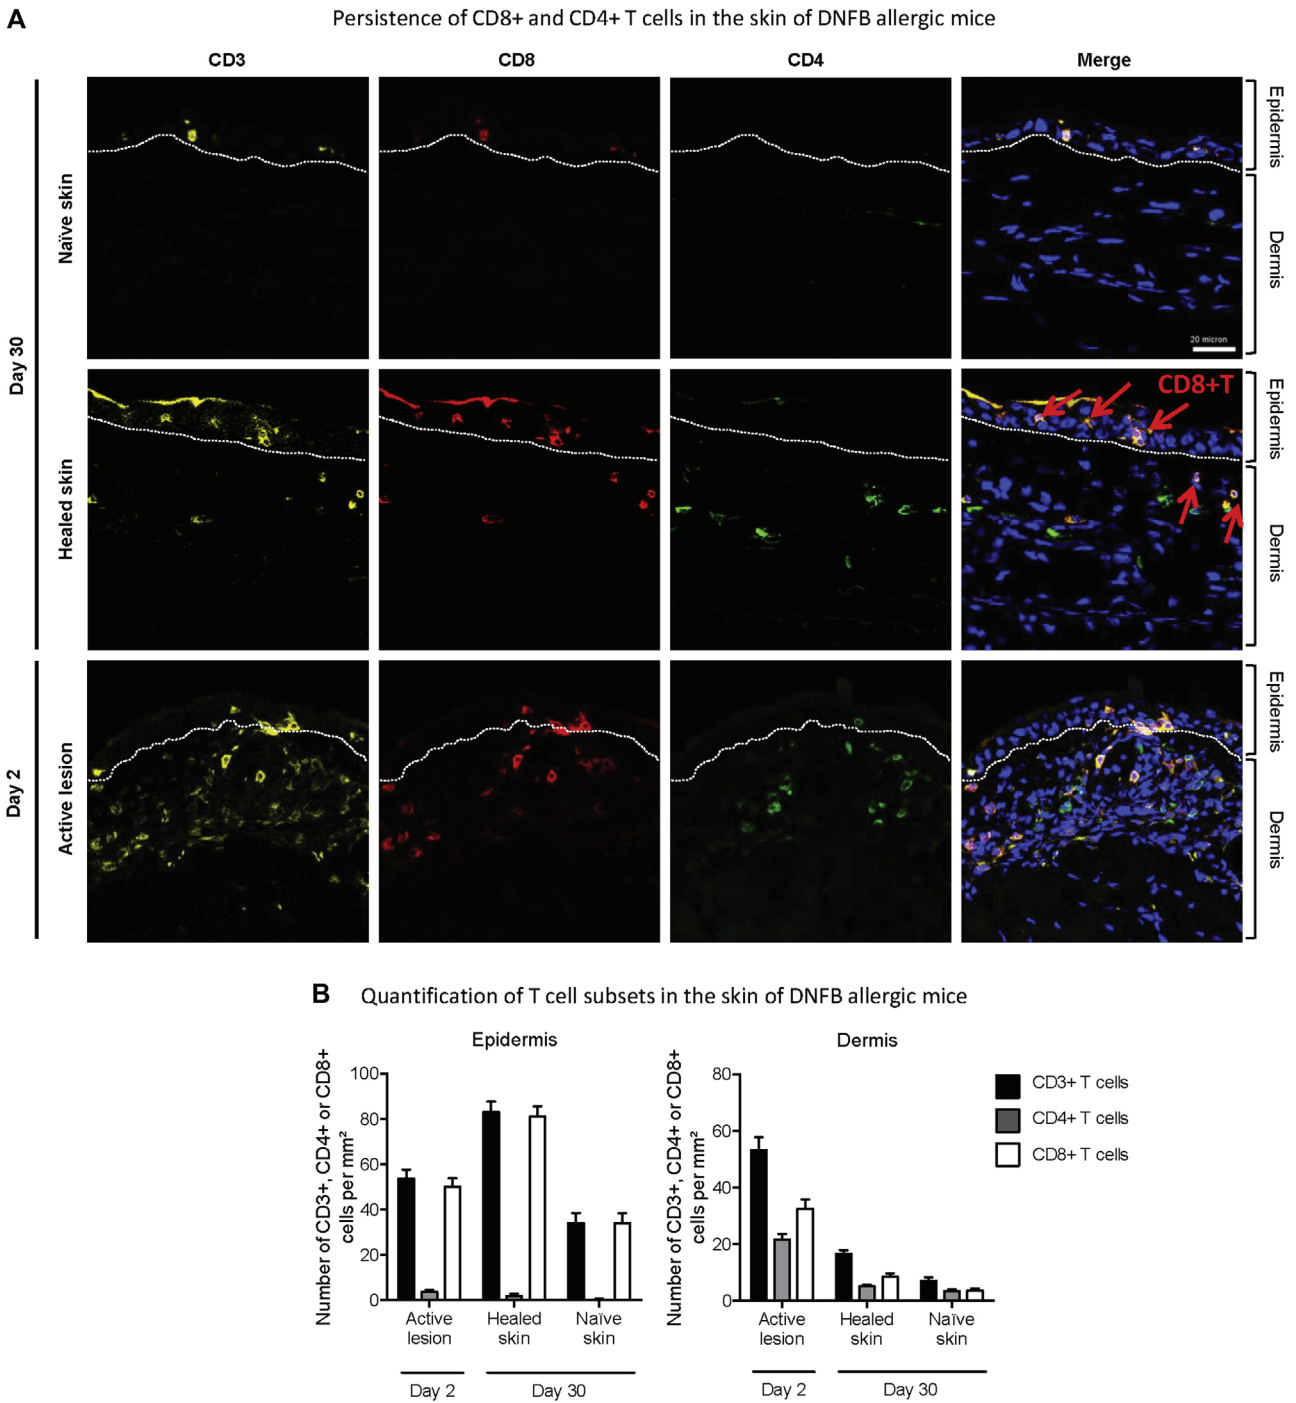 A
Persistence of CD8+ and CD4+ T cells in the skin of DNFB allergic mice
CD3
CD8
CD4
Merge
Day 30
Naïve skin
Epidermis
Dermis
20 micron
Healed skin
CD8+T
Epidermis
Dermis
Day 2
Active lesion
Epidermis
Dermis
B
Quantification of T cell subsets in the skin of DNFB allergic mice
Epidermis
Number of CD3+, CD4+ or CD8+
cells per mm²
100
80
60
40
20
0
Active
lesion
Healed
skin
Naïve
skin
Day 2
Day 30
Dermis
Number of CD3+, CD4+ or CD8+
cells per mm²
80
60
40
20
0
Active
lesion
Healed
skin
Naïve
skin
Day 2
Day 30
CD3+ T cells
CD4+ T cells
CD8+ T cells